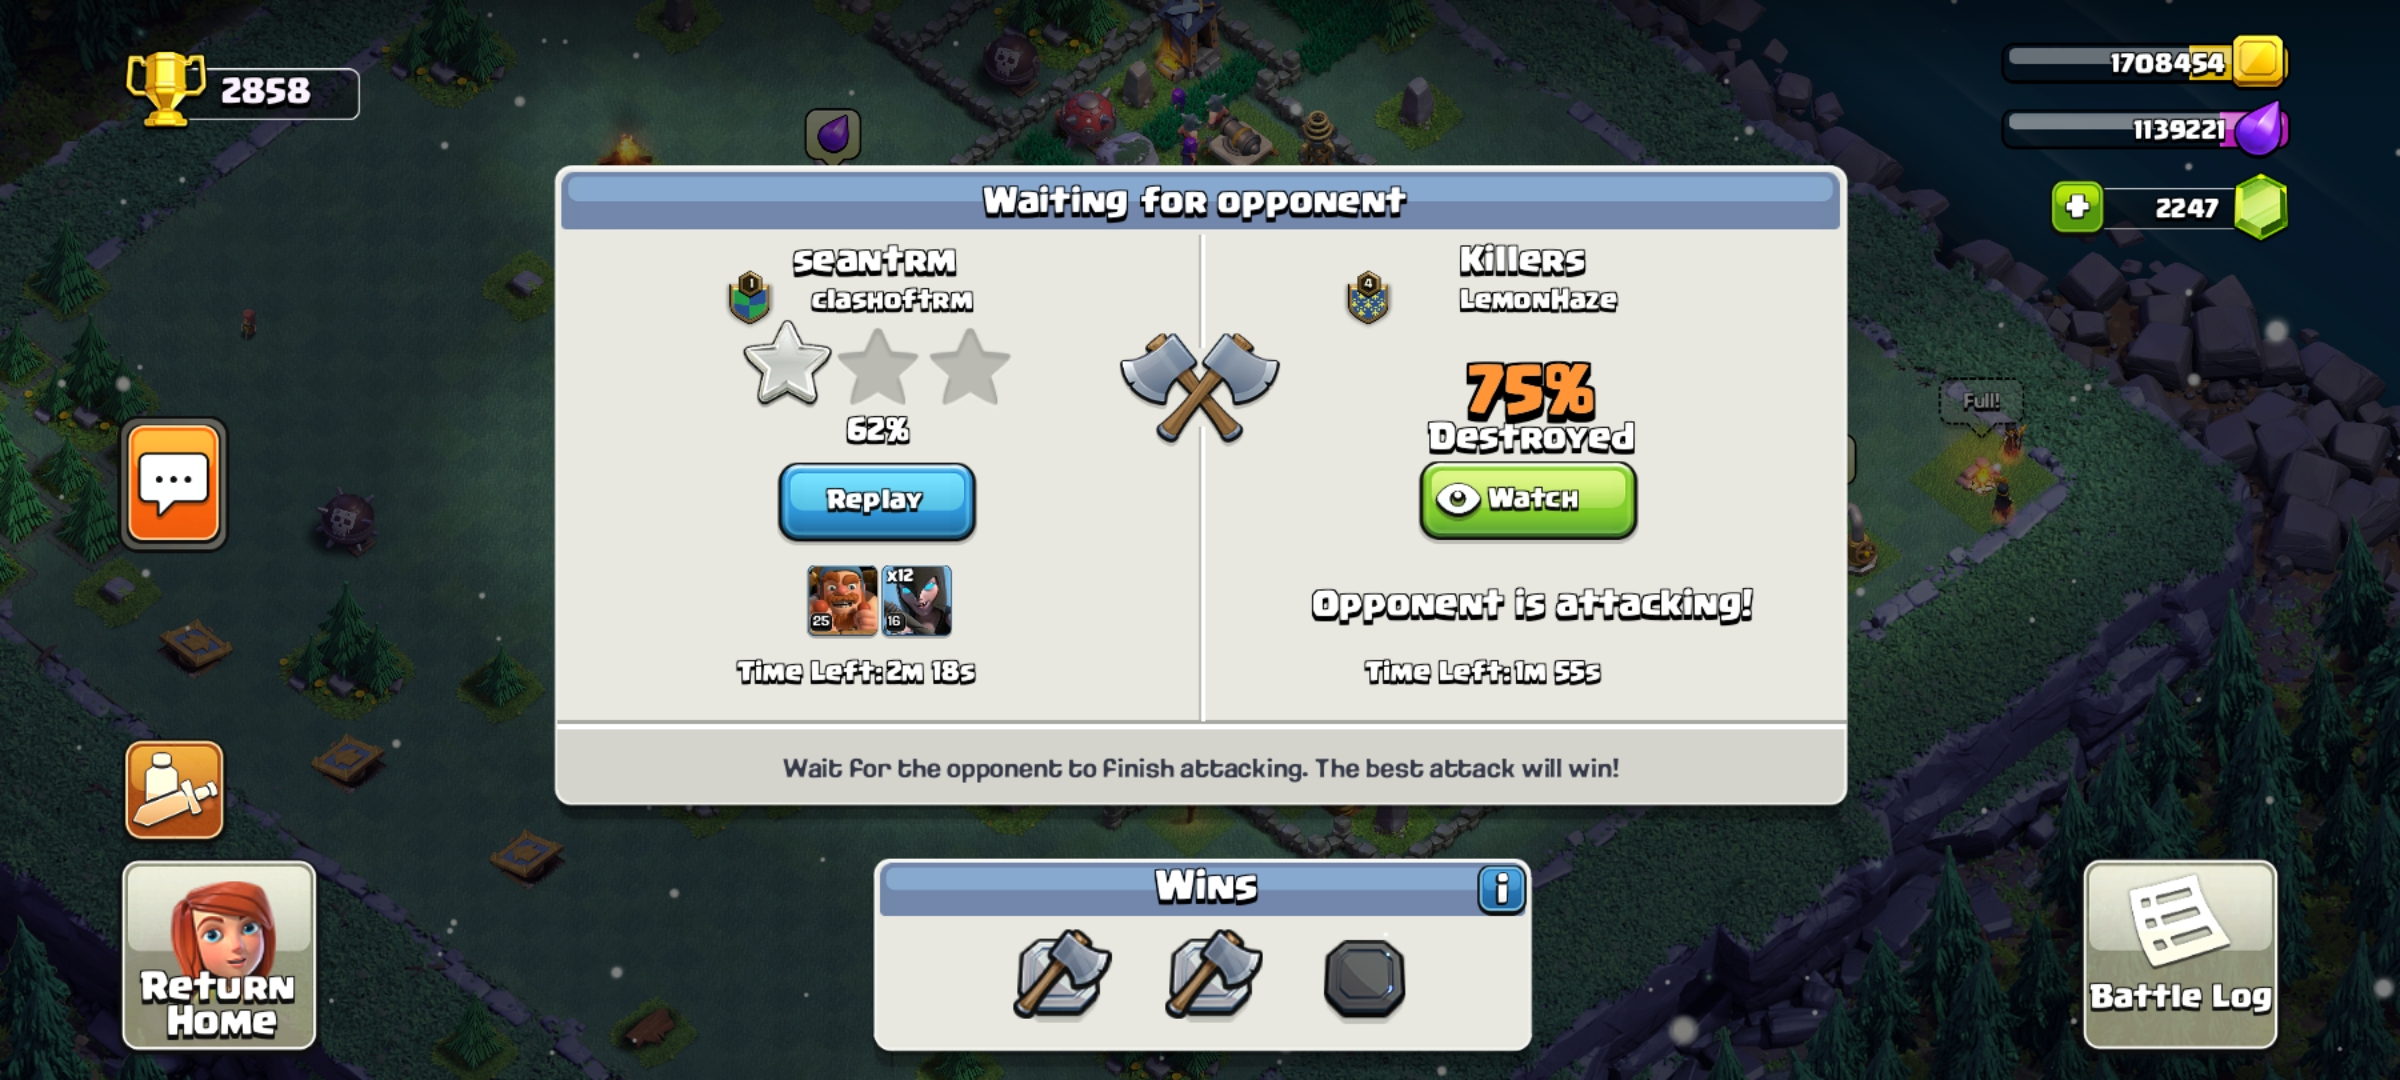 2858
1708454
1139221
2247
Waiting for opponent
seantrm
1
clashoftrm
62%
Replay
x12
25
16
Time Left: 2m 18s
Killers
4
LemonHaze
75%
Destroyed
Watch
Opponent is attacking!
Time Left: 1m 55s
Wait for the opponent to finish attacking. The best attack will win!
Full!
Wins
i
Return
Home
Battle Log